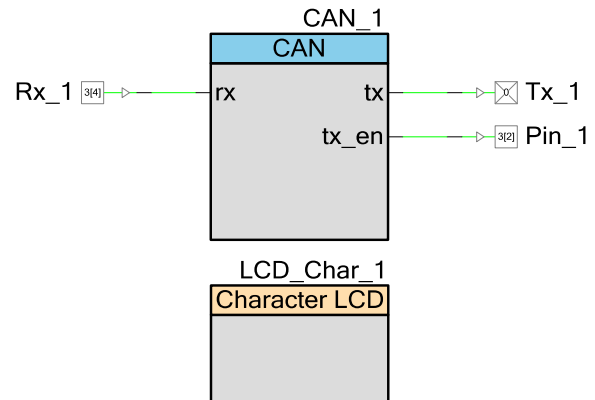 CAN_1
CAN
Rx_1 3[4] rx tx 0 Tx_1
tx_en 3[2] Pin_1
LCD_Char_1
Character LCD